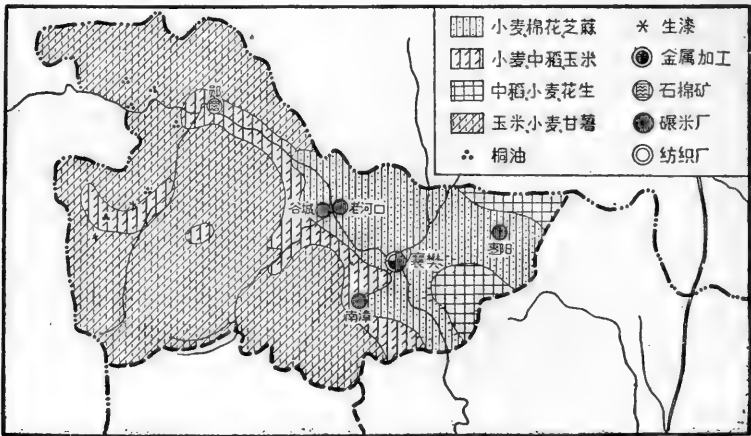 小麦,棉花芝蔴
生漆
小麦中稻玉米
金属加工
中稻,小麦,花生
石棉矿
玉米,小麦,甘薯
碾米厂
桐油
纺织厂
郧
谷城
老河口
枣阳
襄樊
南漳